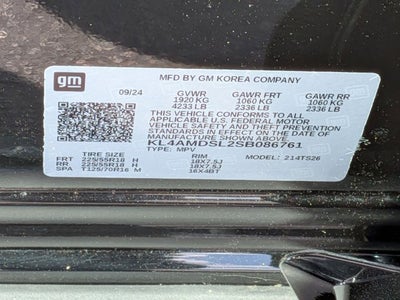 gm
MFD BY GM KOREA COMPANY
09/24 GVWR GAWR FRT GAWR RR
1920 KG 1060 KG 1060 KG
4233 LB 2336 LB 2336 LB
THIS VEHICLE CONFORMS TO ALL
APPLICABLE U.S. FEDERAL MOTOR
VEHICLE SAFETY AND THEFT PREVENTION
STANDARDS IN EFFECT ON THE DATE OF
MANUFACTURE SHOWN ABOVE.
KL4AMDSL2SB086761
TYPE: MPV MODEL: 214TS26
TIRE SIZE RIM
FRT 225/55R18 H 18X7.5J
RR 225/55R18 H 18X7.5J
SPA T125/70R16 M 16X4BT